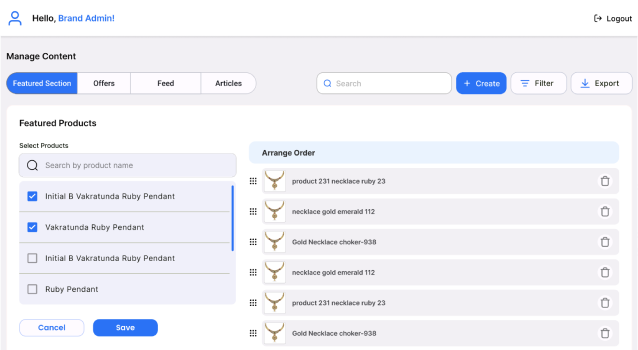 Hello, Brand Admin!
Logout
Manage Content
Featured Section Offers Feed Articles
Search
+ Create
Filter
Export
Featured Products
Select Products
Search by product name
Initial B Vakratunda Ruby Pendant
Vakratunda Ruby Pendant
Initial B Vakratunda Ruby Pendant
Ruby Pendant
Cancel
Save
Arrange Order
product 231 necklace ruby 23
necklace gold emerald 112
Gold Necklace choker-938
necklace gold emerald 112
product 231 necklace ruby 23
Gold Necklace choker-938